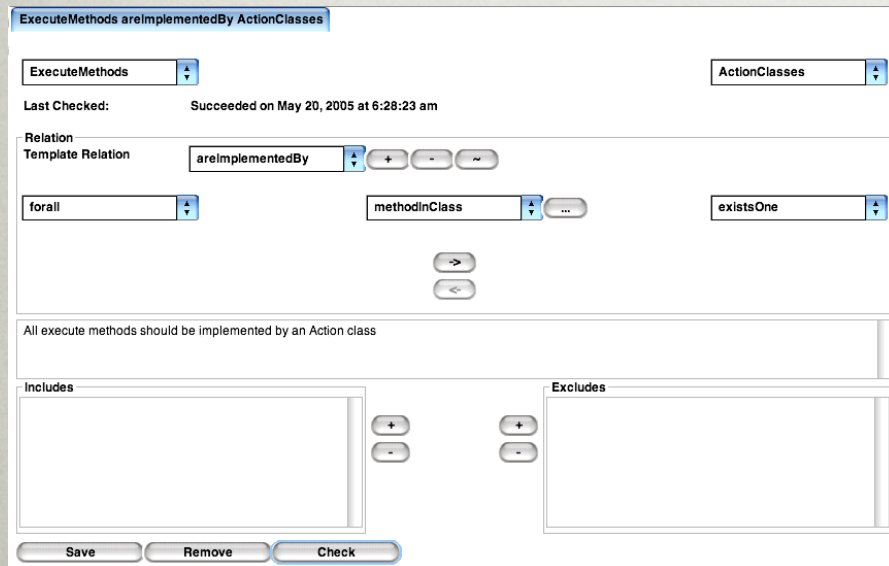 ExecuteMethods areImplementedBy ActionClasses
ExecuteMethods
ActionClasses
Last Checked: Succeeded on May 20, 2005 at 6:28:23 am
Relation
Template Relation areImplementedBy + - ~
forall methodInClass ... existsOne
->
<-
All execute methods should be implemented by an Action class
Includes Excludes
+ +
- -
Save Remove Check